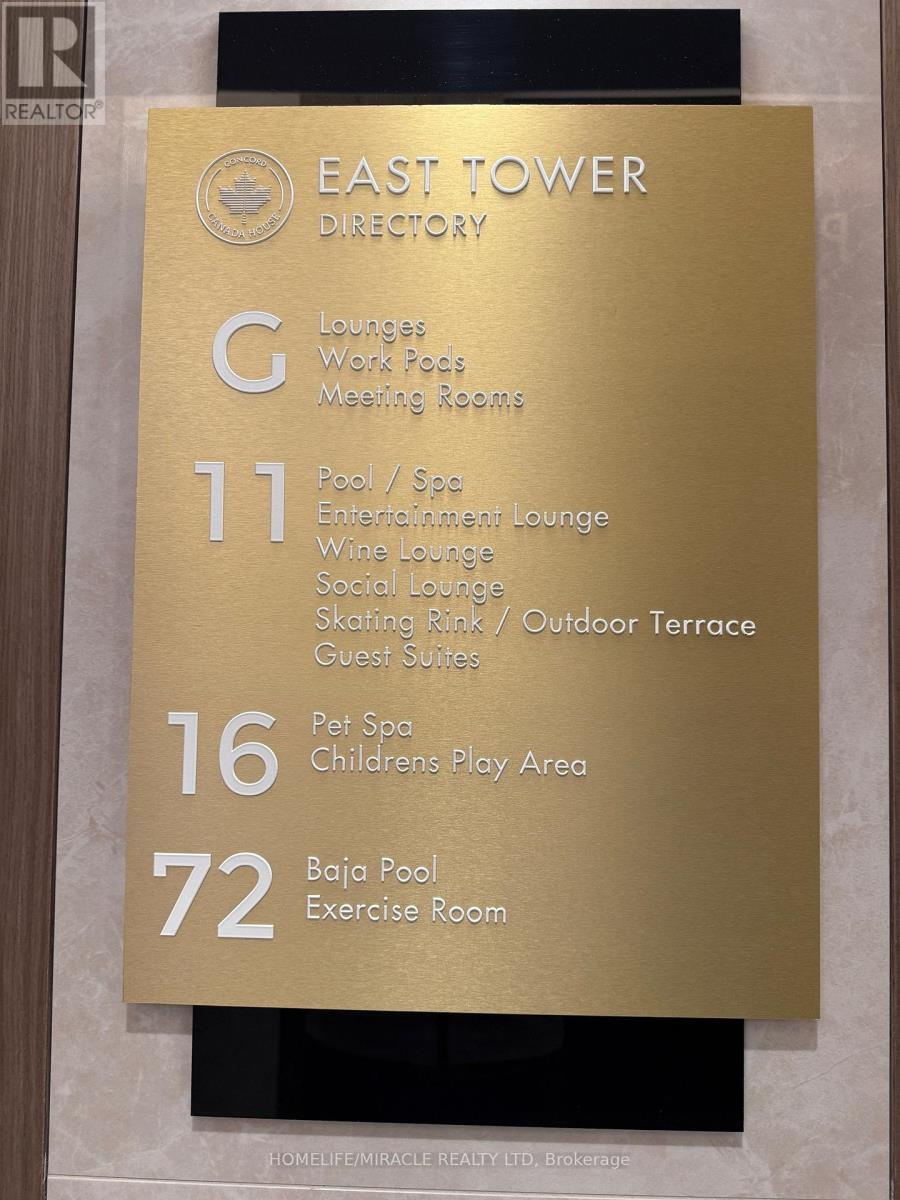 REALTOR®
CONCORD
CANADA HOUSE
EAST TOWER
DIRECTORY
G
Lounges
Work Pods
Meeting Rooms
11
Pool / Spa
Entertainment Lounge
Wine Lounge
Social Lounge
Skating Rink / Outdoor Terrace
Guest Suites
16
Pet Spa
Childrens Play Area
72
Baja Pool
Exercise Room
HOMELIFE/MIRACLE REALTY LTD, Brokerage